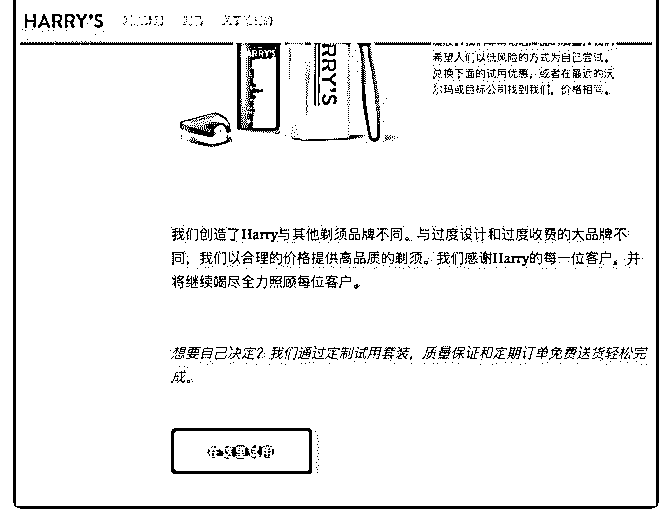 HARRY'S
希望人们以低风险的方式为自己尝试。
兑换下面的试用优惠，或者在最近的沃
尔玛或目标公司找到我们，价格相同。
RRY'S
RRY'S
我们创造了Harry与其他剃须品牌不同。与过度设计和过度收费的大品牌不
同，我们以合理的价格提供高品质的剃须。我们感谢Harry的每一位客户，并
将继续竭尽全力照顾每位客户。
想要自己决定？我们通过定制试用套装，质量保证和定期订单免费送货轻松完
成。
在这里试用